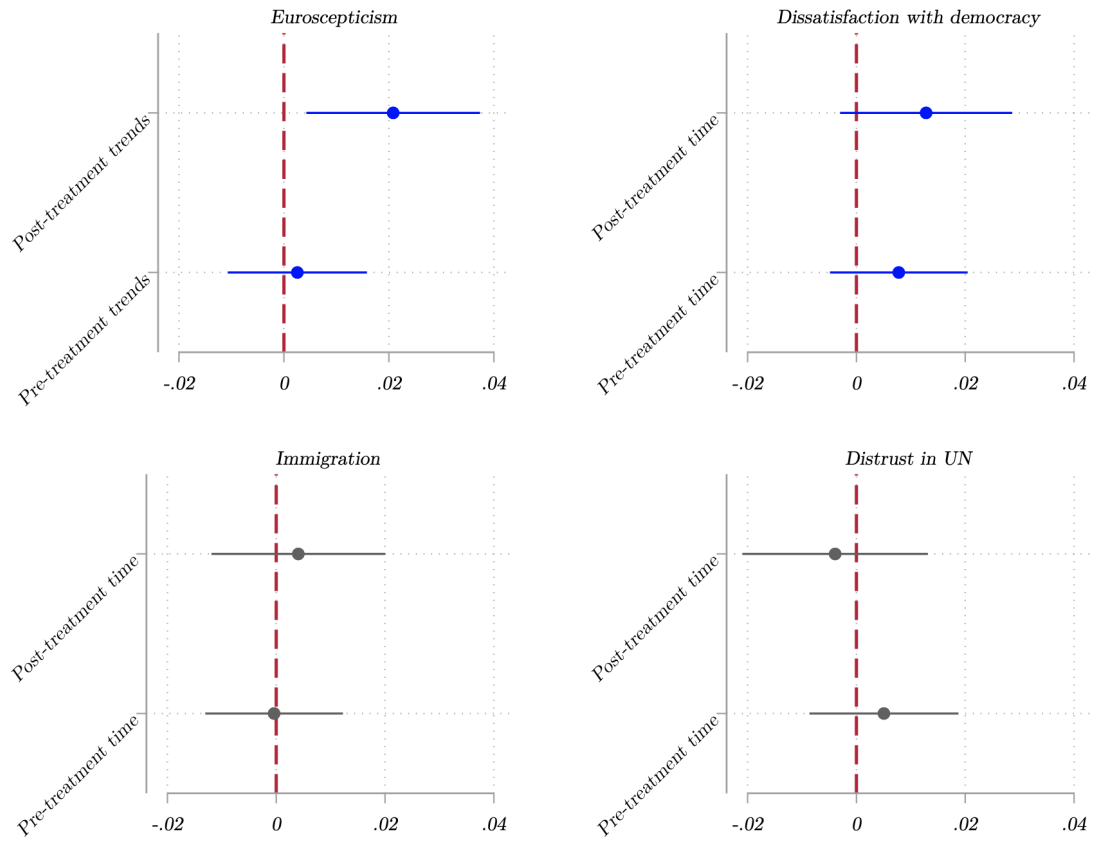 Euroscepticism
Post-treatment trends
Pre-treatment trends
-.02 0 .02 .04
Dissatisfaction with democracy
Post-treatment time
Pre-treatment time
-.02 0 .02 .04
Immigration
Post-treatment time
Pre-treatment time
-.02 0 .02 .04
Distrust in UN
Post-treatment time
Pre-treatment time
-.02 0 .02 .04